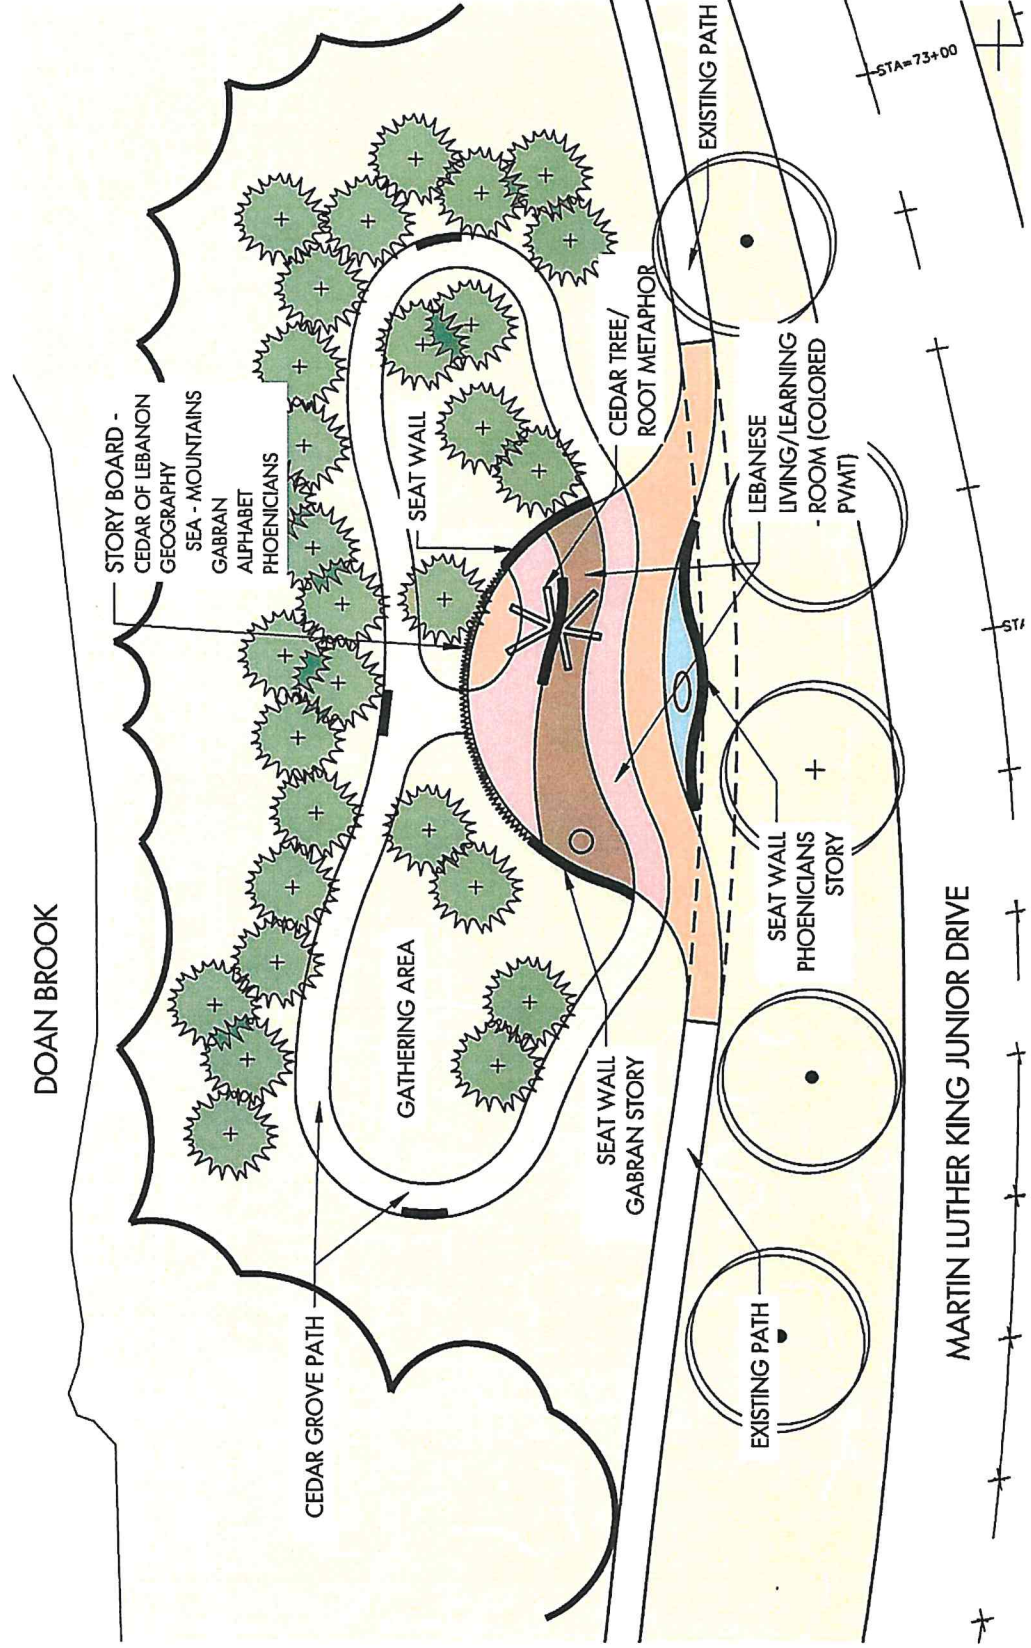 DOAN BROOK
STORY BOARD -
CEDAR OF LEBANON
GEOGRAPHY
SEA - MOUNTAINS
GABRAN
ALPHABET
PHOENICIANS
CEDAR GROVE PATH
GATHERING AREA
SEAT WALL
CEDAR TREE/
ROOT METAPHOR
EXISTING PATH
SEAT WALL
GABRAN STORY
LEBANESE
LIVING/LEARNING
- ROOM (COLORED
PVMT)
SEAT WALL
PHOENICIANS
STORY
EXISTING PATH
MARTIN LUTHER KING JUNIOR DRIVE
STA=73+00